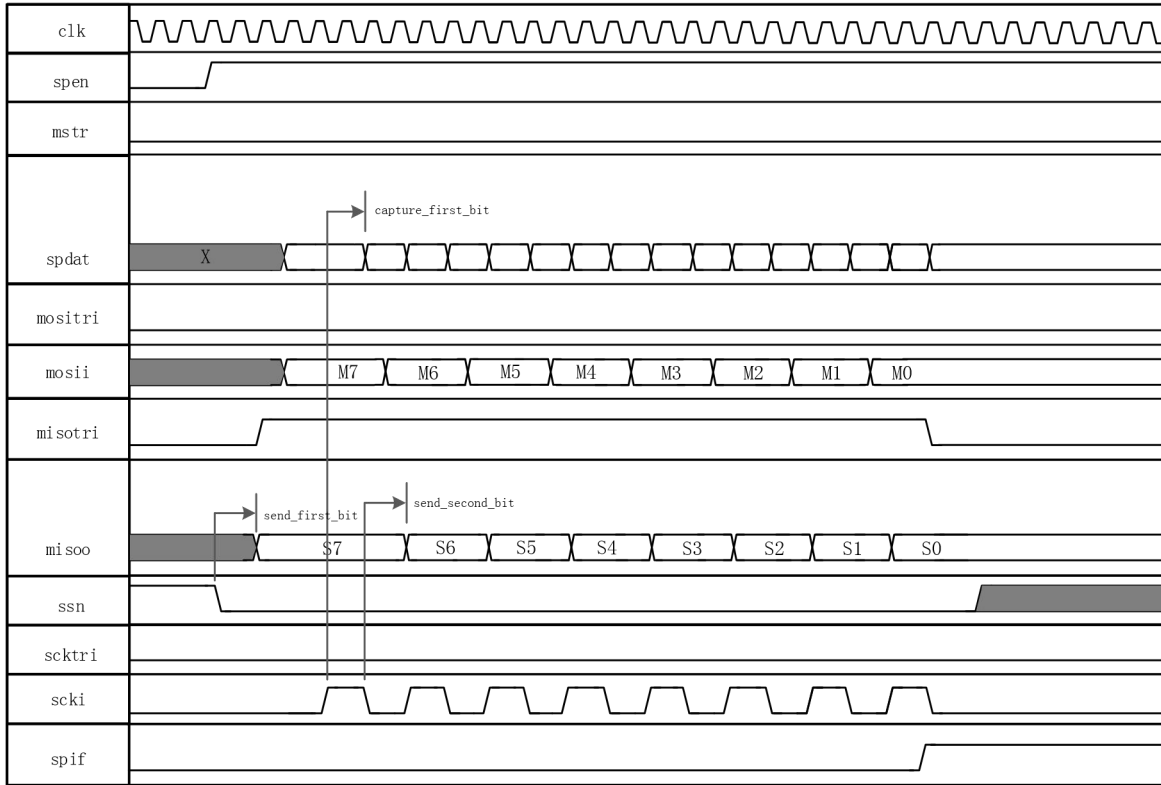 clk
spen
mstr
capture_first_bit
spdat X
mositri
mosii M7 M6 M5 M4 M3 M2 M1 M0
misotri
send_second_bit
send_first_bit
misoo S7 S6 S5 S4 S3 S2 S1 S0
ssn
scktri
scki
spif